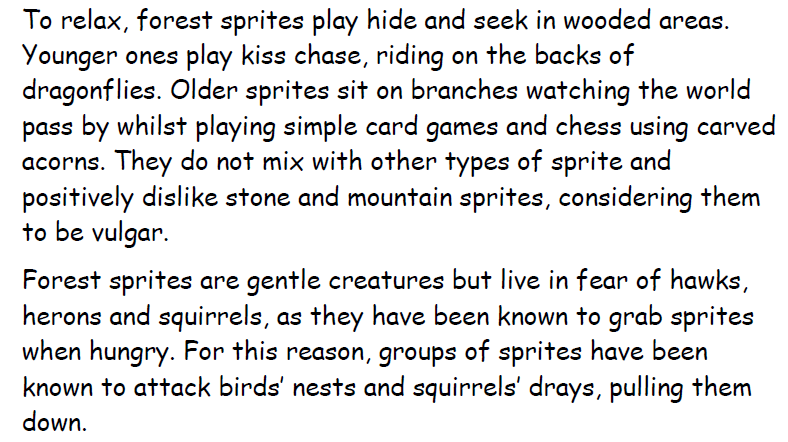 To relax, forest sprites play hide and seek in wooded areas.
Younger ones play kiss chase, riding on the backs of
dragonflies. Older sprites sit on branches watching the world
pass by whilst playing simple card games and chess using carved
acorns. They do not mix with other types of sprite and
positively dislike stone and mountain sprites, considering them
to be vulgar.
Forest sprites are gentle creatures but live in fear of hawks,
herons and squirrels, as they have been known to grab sprites
when hungry. For this reason, groups of sprites have been
known to attack birds’ nests and squirrels’ drays, pulling them
down.